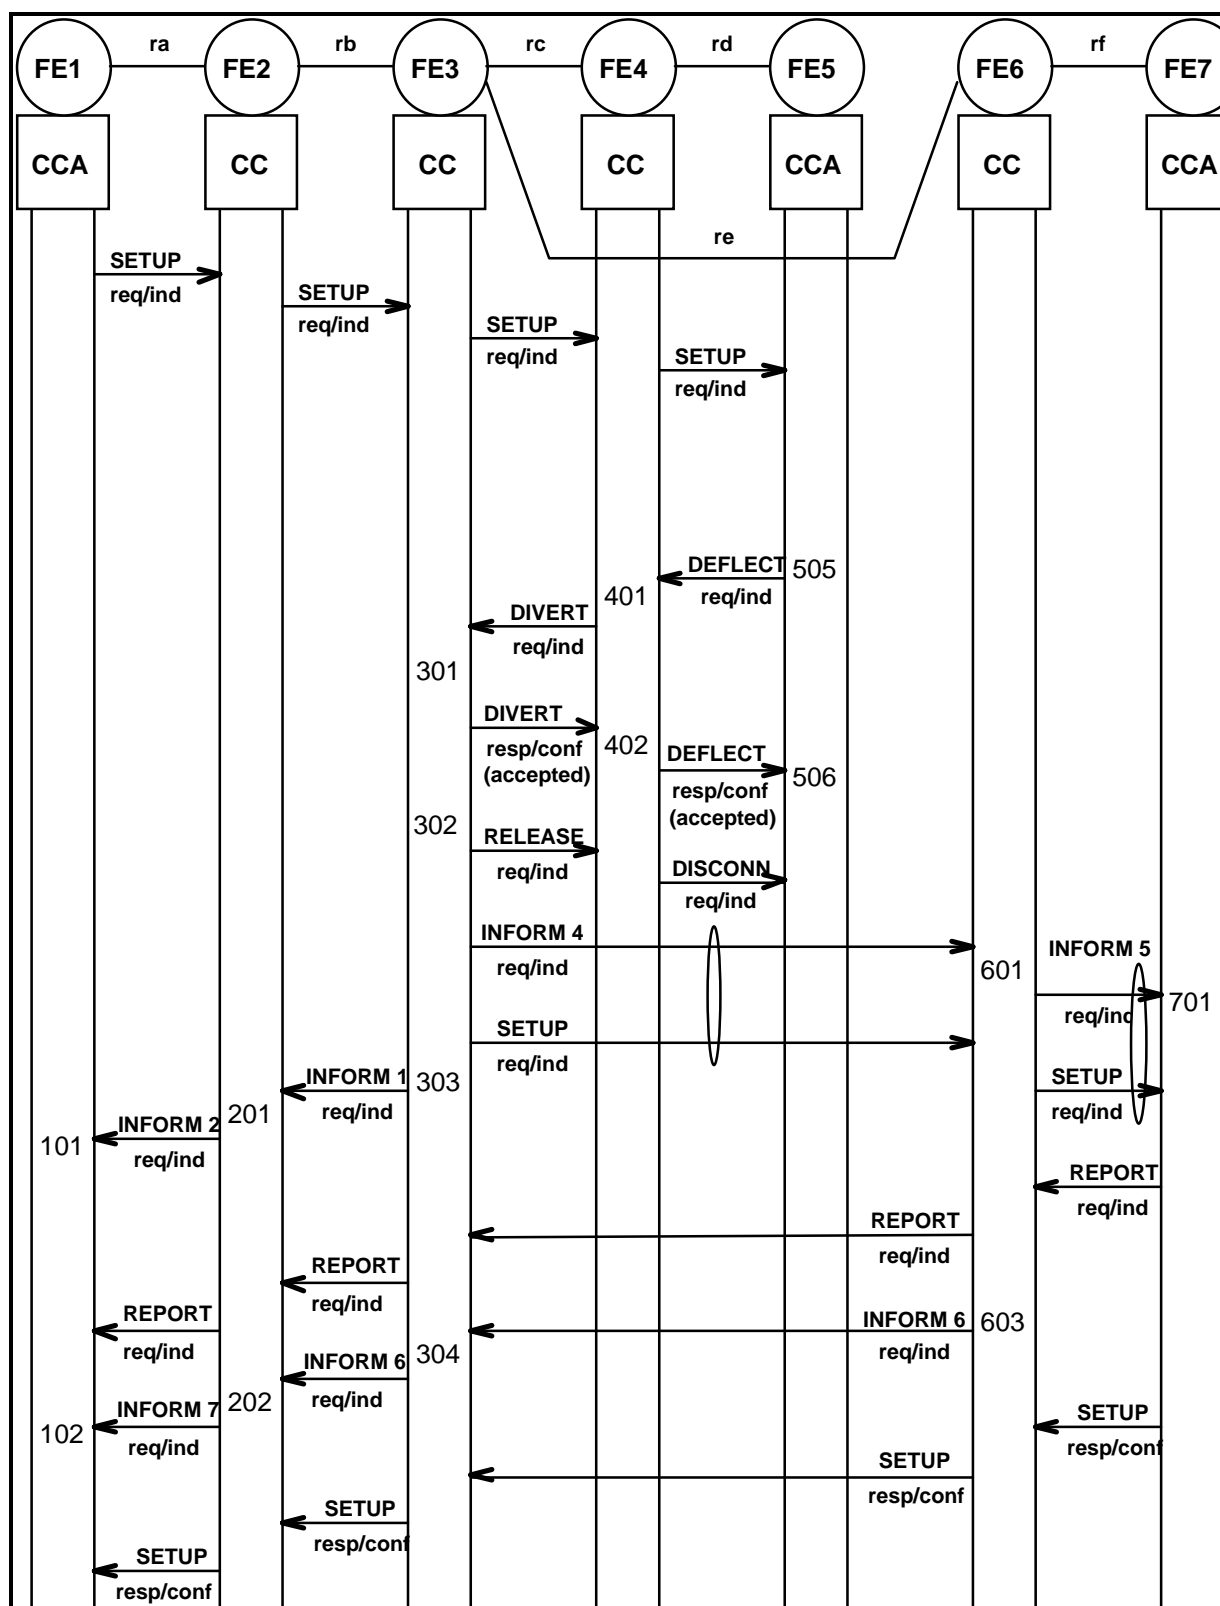 ra rb rc rd rf
FE1 FE2 FE3 FE4 FE5 FE6 FE7
CCA CC CC CC CCA CC CCA
re
SETUP
req/ind
SETUP
req/ind
SETUP
req/ind
SETUP
req/ind
DEFLECT 505
req/ind
401
DIVERT
req/ind
301
DIVERT
resp/conf
(accepted)
402
DEFLECT
resp/conf
(accepted)
506
302
RELEASE
req/ind
DISCONN
req/ind
INFORM 4
req/ind
601
INFORM 5
req/ind
701
SETUP
req/ind
SETUP
req/ind
303
INFORM 1
req/ind
201
INFORM 2
req/ind
101
REPORT
req/ind
REPORT
req/ind
REPORT
req/ind
REPORT
req/ind
INFORM 6
req/ind
603
304
INFORM 6
req/ind
202
INFORM 7
req/ind
102
SETUP
resp/conf
SETUP
resp/conf
SETUP
resp/conf
SETUP
resp/conf